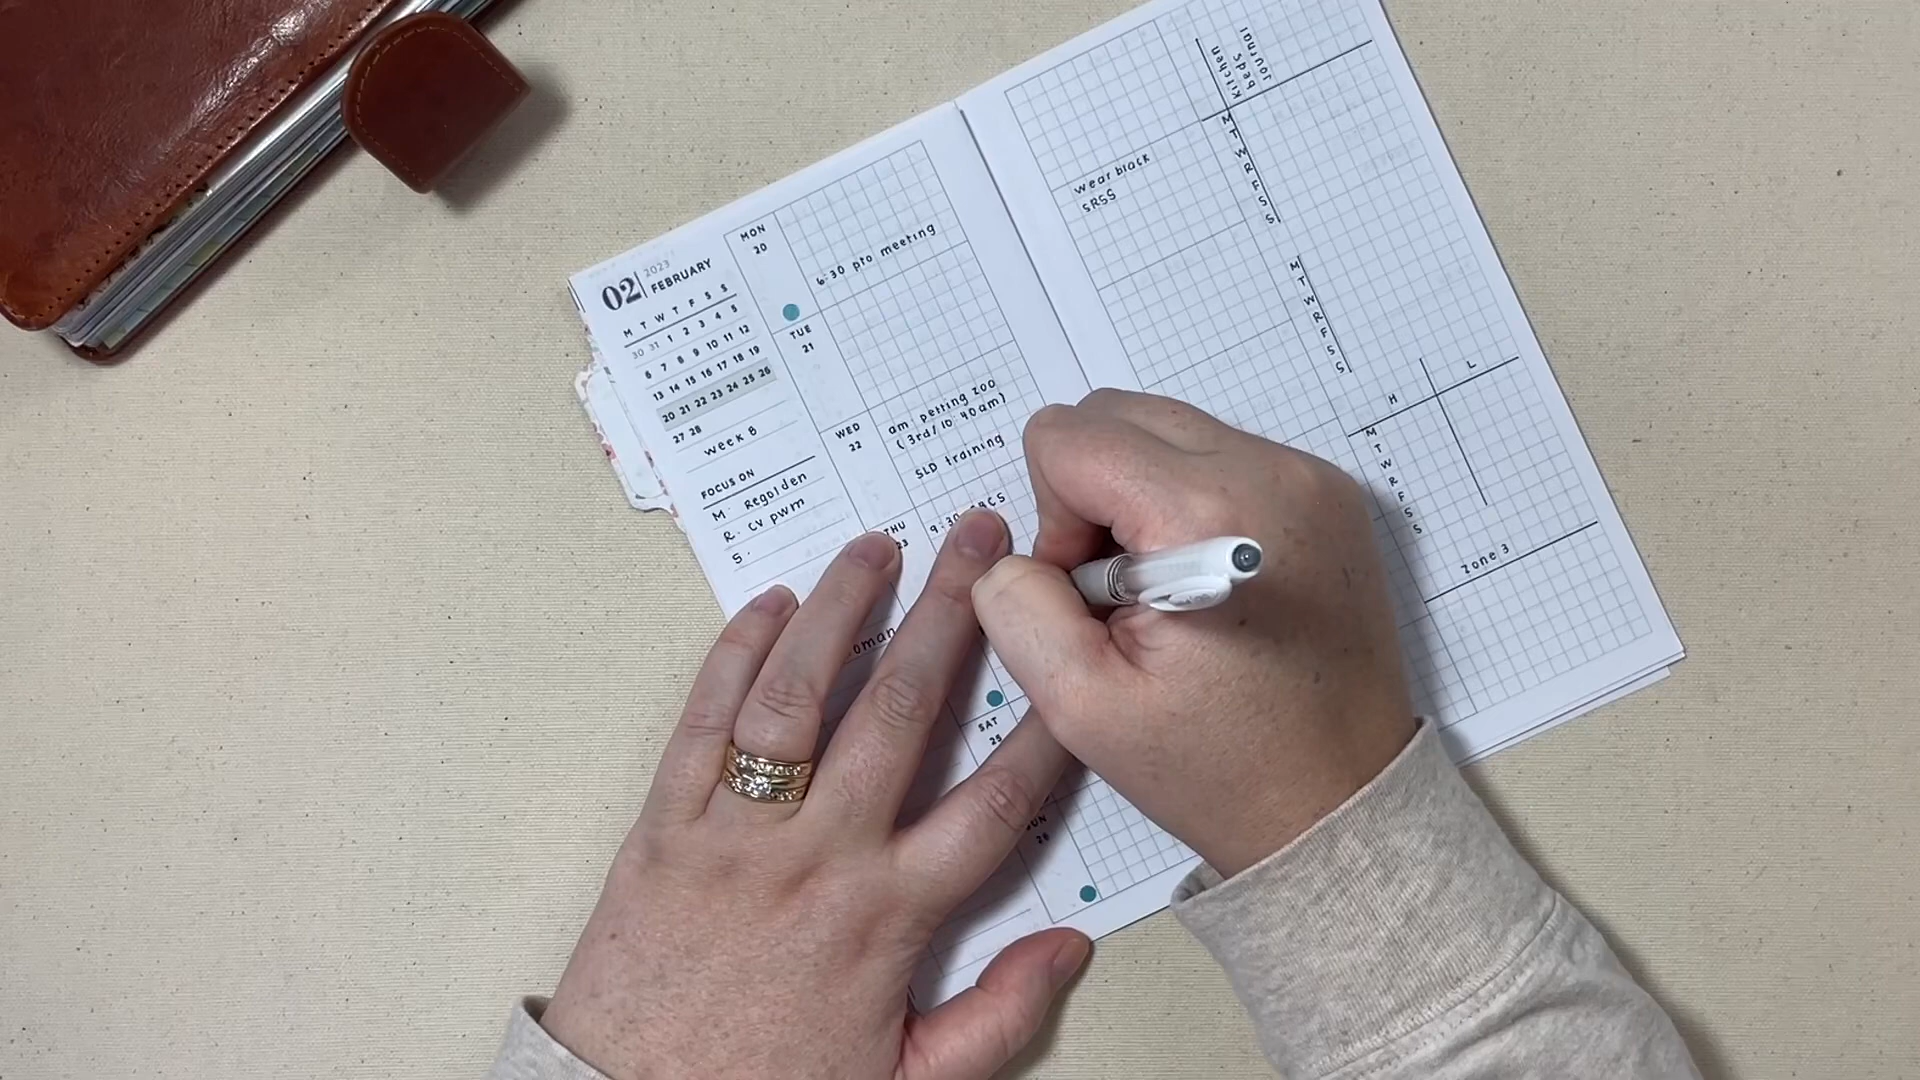 02 2023
FEBRUARY
M T W T F S S
30 31 1 2 3 4 5
6 7 8 9 10 11 12
13 14 15 16 17 18 19
20 21 22 23 24 25 26
27 28
week 8
FOCUS ON
M. Regolden
R. cv pwm
S.
MON
20
6:30 pto meeting
TUE
21
WED
22
am: petting zoo
(3rd/10:40am)
SLD training
THU
23
9:30
SAT
25
SUN
26
wear black
SRSS
kitchen
beds
journal
M
T
W
R
F
S
S
M
T
W
R
F
S
S
H L
M
T
W
R
F
S
S
zone 3